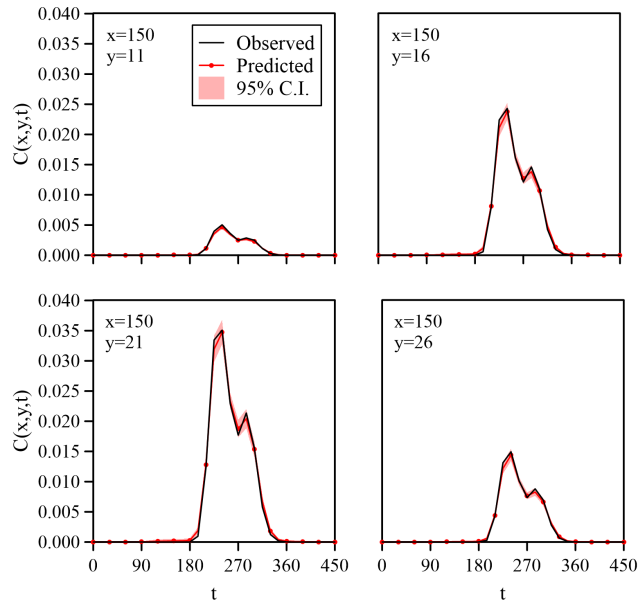 0.040
0.035
0.030
0.025
0.020
0.015
0.010
0.005
0.000
C(x,y,t)
x=150
y=11
Observed
Predicted
95% C.I.
x=150
y=16
0.040
0.035
0.030
0.025
0.020
0.015
0.010
0.005
0.000
C(x,y,t)
x=150
y=21
0 90 180 270 360 450
t
x=150
y=26
0 90 180 270 360 450
t